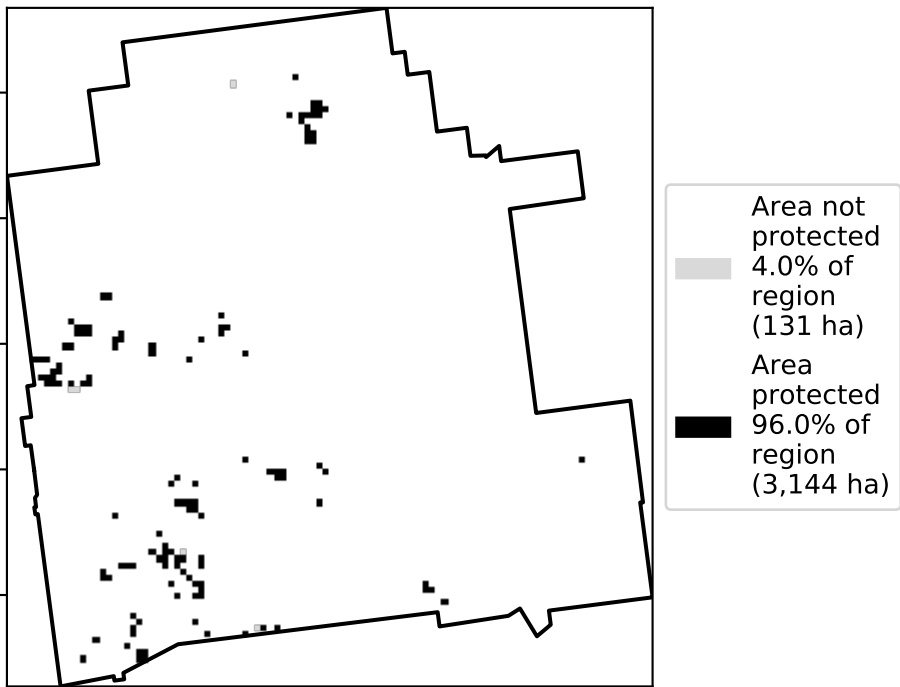 Area not
protected
4.0% of
region
(131 ha)
Area
protected
96.0% of
region
(3,144 ha)